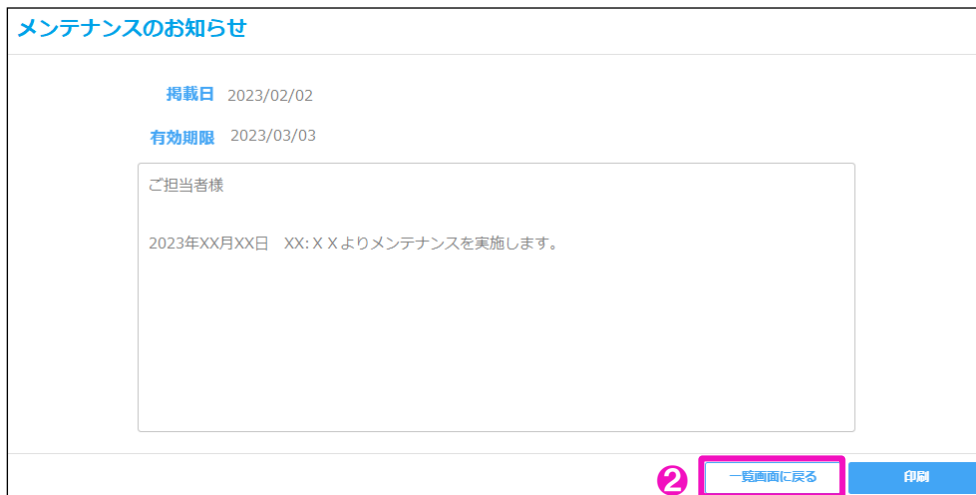 メンテナンスのお知らせ
掲載日 2023/02/02
有効期限 2023/03/03
ご担当者様
2023年XX月XX日　XX:ＸＸよりメンテナンスを実施します。
❷ 一覧画面に戻る 印刷